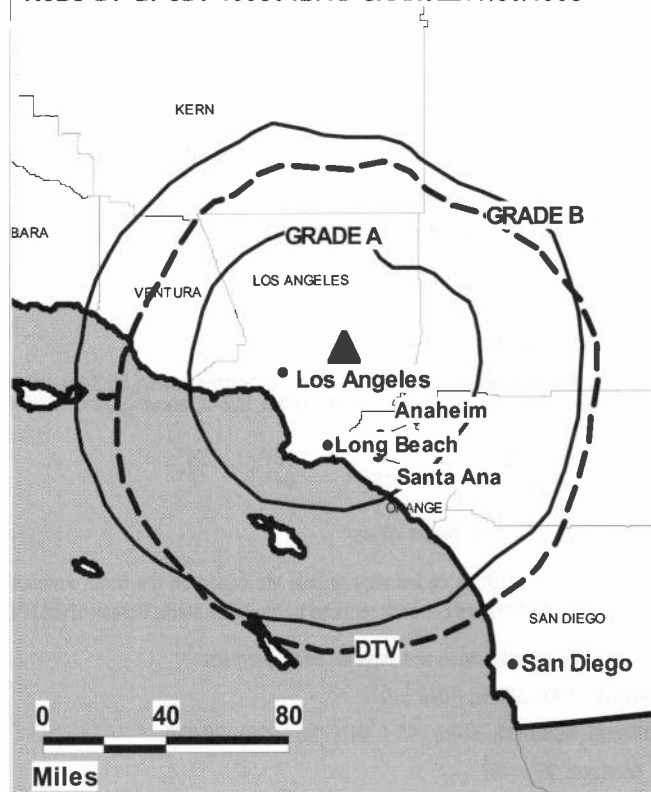 KERN
GRADE B
BARA
GRADE A
LOS ANGELES
VENTURA
Los Angeles
Anaheim
Long Beach
Santa Ana
ORANGE
SAN DIEGO
DTV
San Diego
0 40 80
Miles